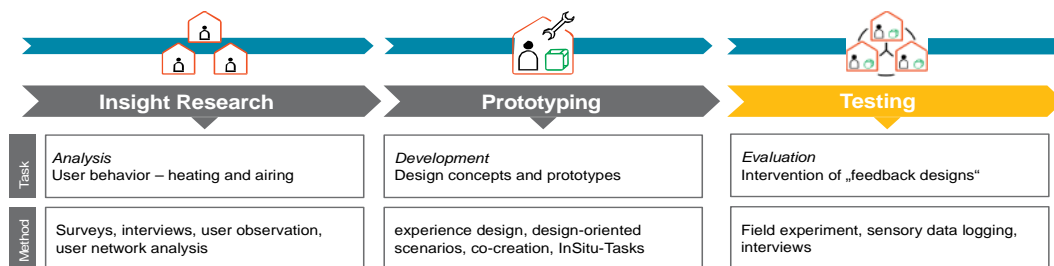 Insight Research
Prototyping
Testing
Task
Analysis
User behavior – heating and airing
Development
Design concepts and prototypes
Evaluation
Intervention of „feedback designs“
Method
Surveys, interviews, user observation,
user network analysis
experience design, design-oriented
scenarios, co-creation, InSitu-Tasks
Field experiment, sensory data logging,
interviews